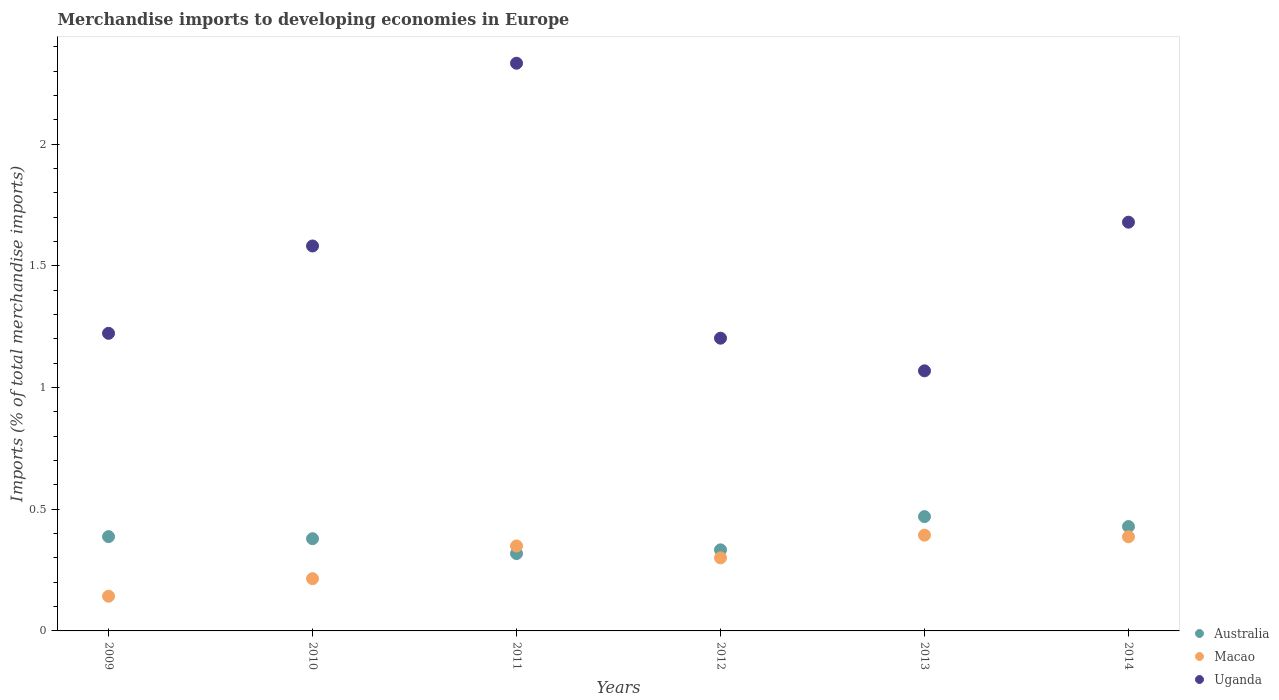 Merchandise imports to developing economies in Europe
Imports (% of total merchandise imports)
2
1.5
1
0.5
0
2009
2010
2011
2012
2013
2014
Years
Australia
Macao
Uganda